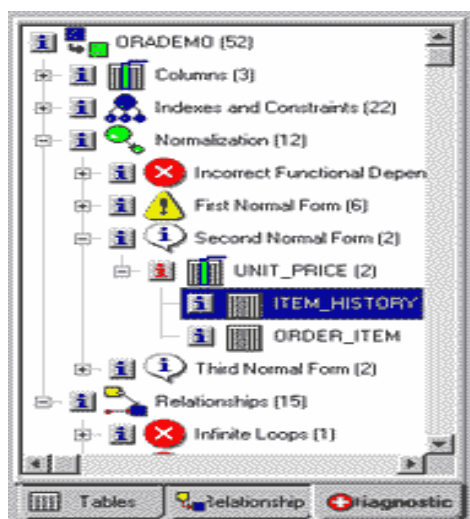 ORADEMO (52)
Columns (3)
Indexes and Constraints (22)
Normalization (12)
Incorrect Functional Depen
First Normal Form (6)
Second Normal Form (2)
UNIT_PRICE (2)
ITEM_HISTORY
ORDER_ITEM
Third Normal Form (2)
Relationships (15)
Infinite Loops (1)
Tables Relationship Diagnostic